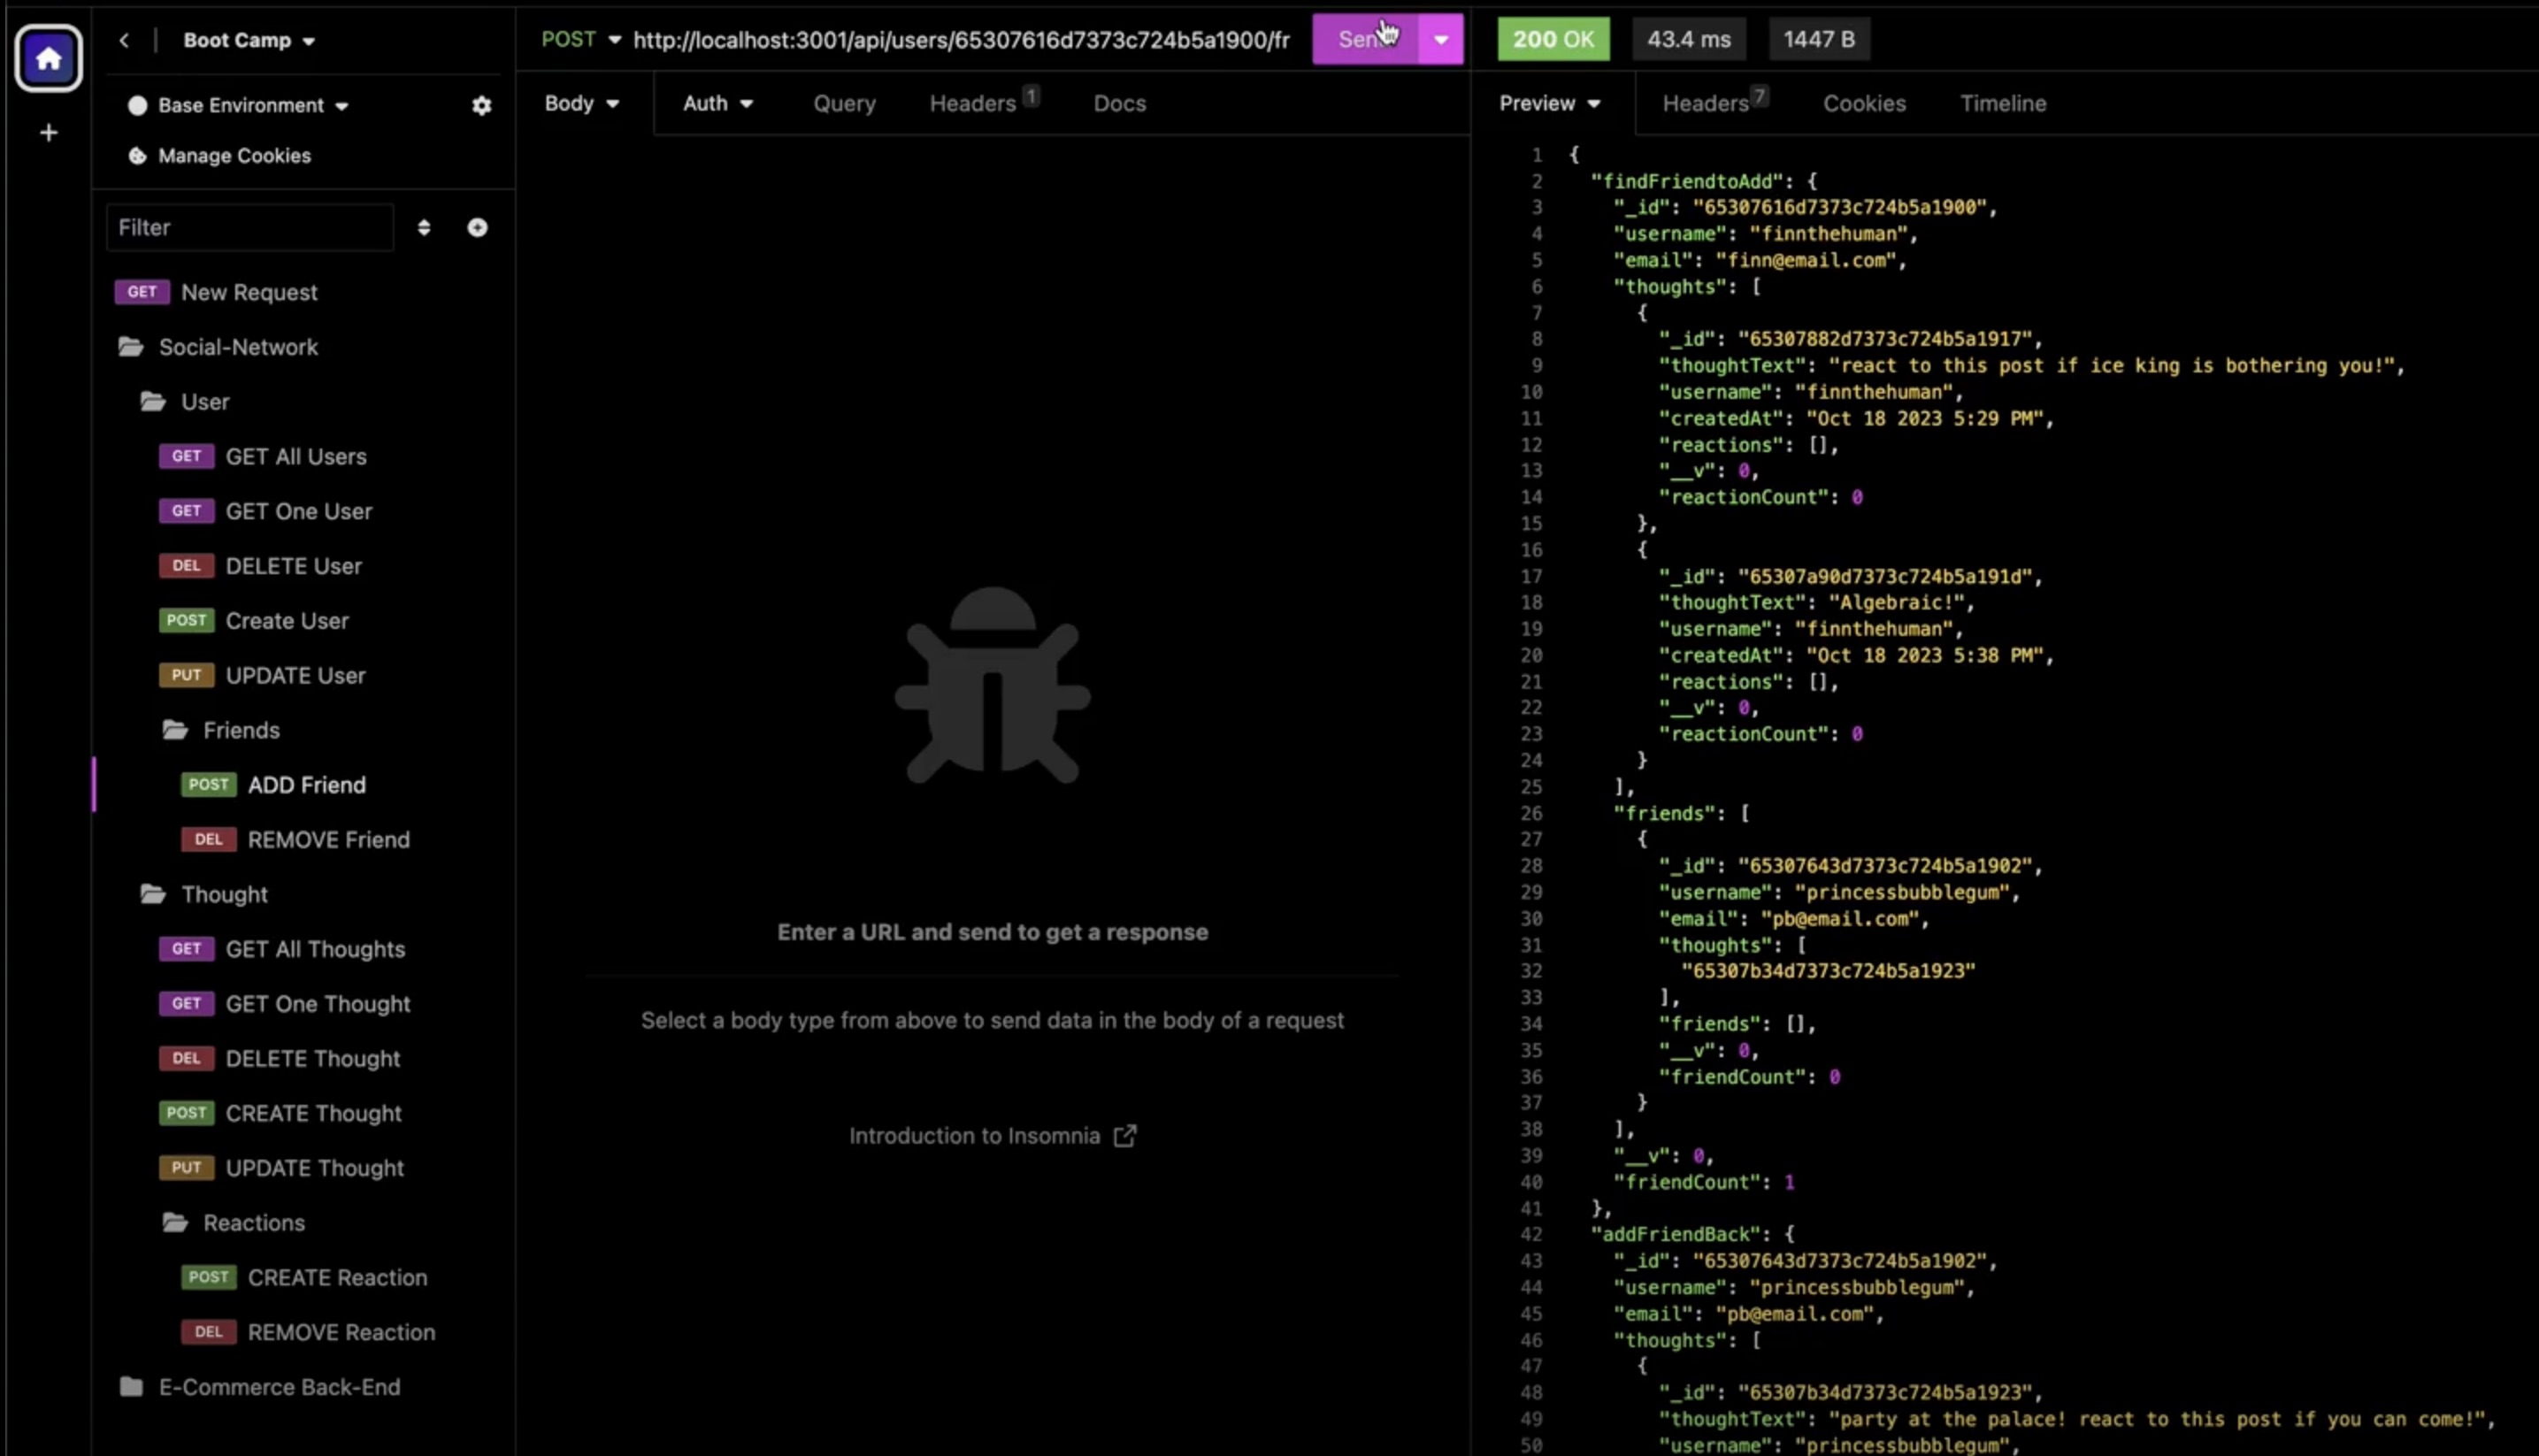 Boot Camp
Base Environment
Manage Cookies
Filter
GET New Request
Social-Network
User
GET GET All Users
GET GET One User
DEL DELETE User
POST Create User
PUT UPDATE User
Friends
POST ADD Friend
DEL REMOVE Friend
Thought
GET GET All Thoughts
GET GET One Thought
DEL DELETE Thought
POST CREATE Thought
PUT UPDATE Thought
Reactions
POST CREATE Reaction
DEL REMOVE Reaction
E-Commerce Back-End
POST http://localhost:3001/api/users/65307616d7373c724b5a1900/fr
Body Auth Query Headers 1 Docs
Enter a URL and send to get a response
Select a body type from above to send data in the body of a request
Introduction to Insomnia
200 OK 43.4 ms 1447 B
Preview Headers 7 Cookies Timeline
1 {
2 "findFriendtoAdd": {
3 "_id": "65307616d7373c724b5a1900",
4 "username": "finnthehuman",
5 "email": "finn@email.com",
6 "thoughts": [
7 {
8 "_id": "65307882d7373c724b5a1917",
9 "thoughtText": "react to this post if ice king is bothering you!",
10 "username": "finnthehuman",
11 "createdAt": "Oct 18 2023 5:29 PM",
12 "reactions": [],
13 "__v": 0,
14 "reactionCount": 0
15 },
16 {
17 "_id": "65307a90d7373c724b5a191d",
18 "thoughtText": "Algebraic!",
19 "username": "finnthehuman",
20 "createdAt": "Oct 18 2023 5:38 PM",
21 "reactions": [],
22 "__v": 0,
23 "reactionCount": 0
24 }
25 ],
26 "friends": [
27 {
28 "_id": "65307643d7373c724b5a1902",
29 "username": "princessbubblegum",
30 "email": "pb@email.com",
31 "thoughts": [
32 "65307b34d7373c724b5a1923"
33 ],
34 "friends": [],
35 "__v": 0,
36 "friendCount": 0
37 }
38 ],
39 "__v": 0,
40 "friendCount": 1
41 },
42 "addFriendBack": {
43 "_id": "65307643d7373c724b5a1902",
44 "username": "princessbubblegum",
45 "email": "pb@email.com",
46 "thoughts": [
47 {
48 "_id": "65307b34d7373c724b5a1923",
49 "thoughtText": "party at the palace! react to this post if you can come!",
50 "username": "princessbubblegum",